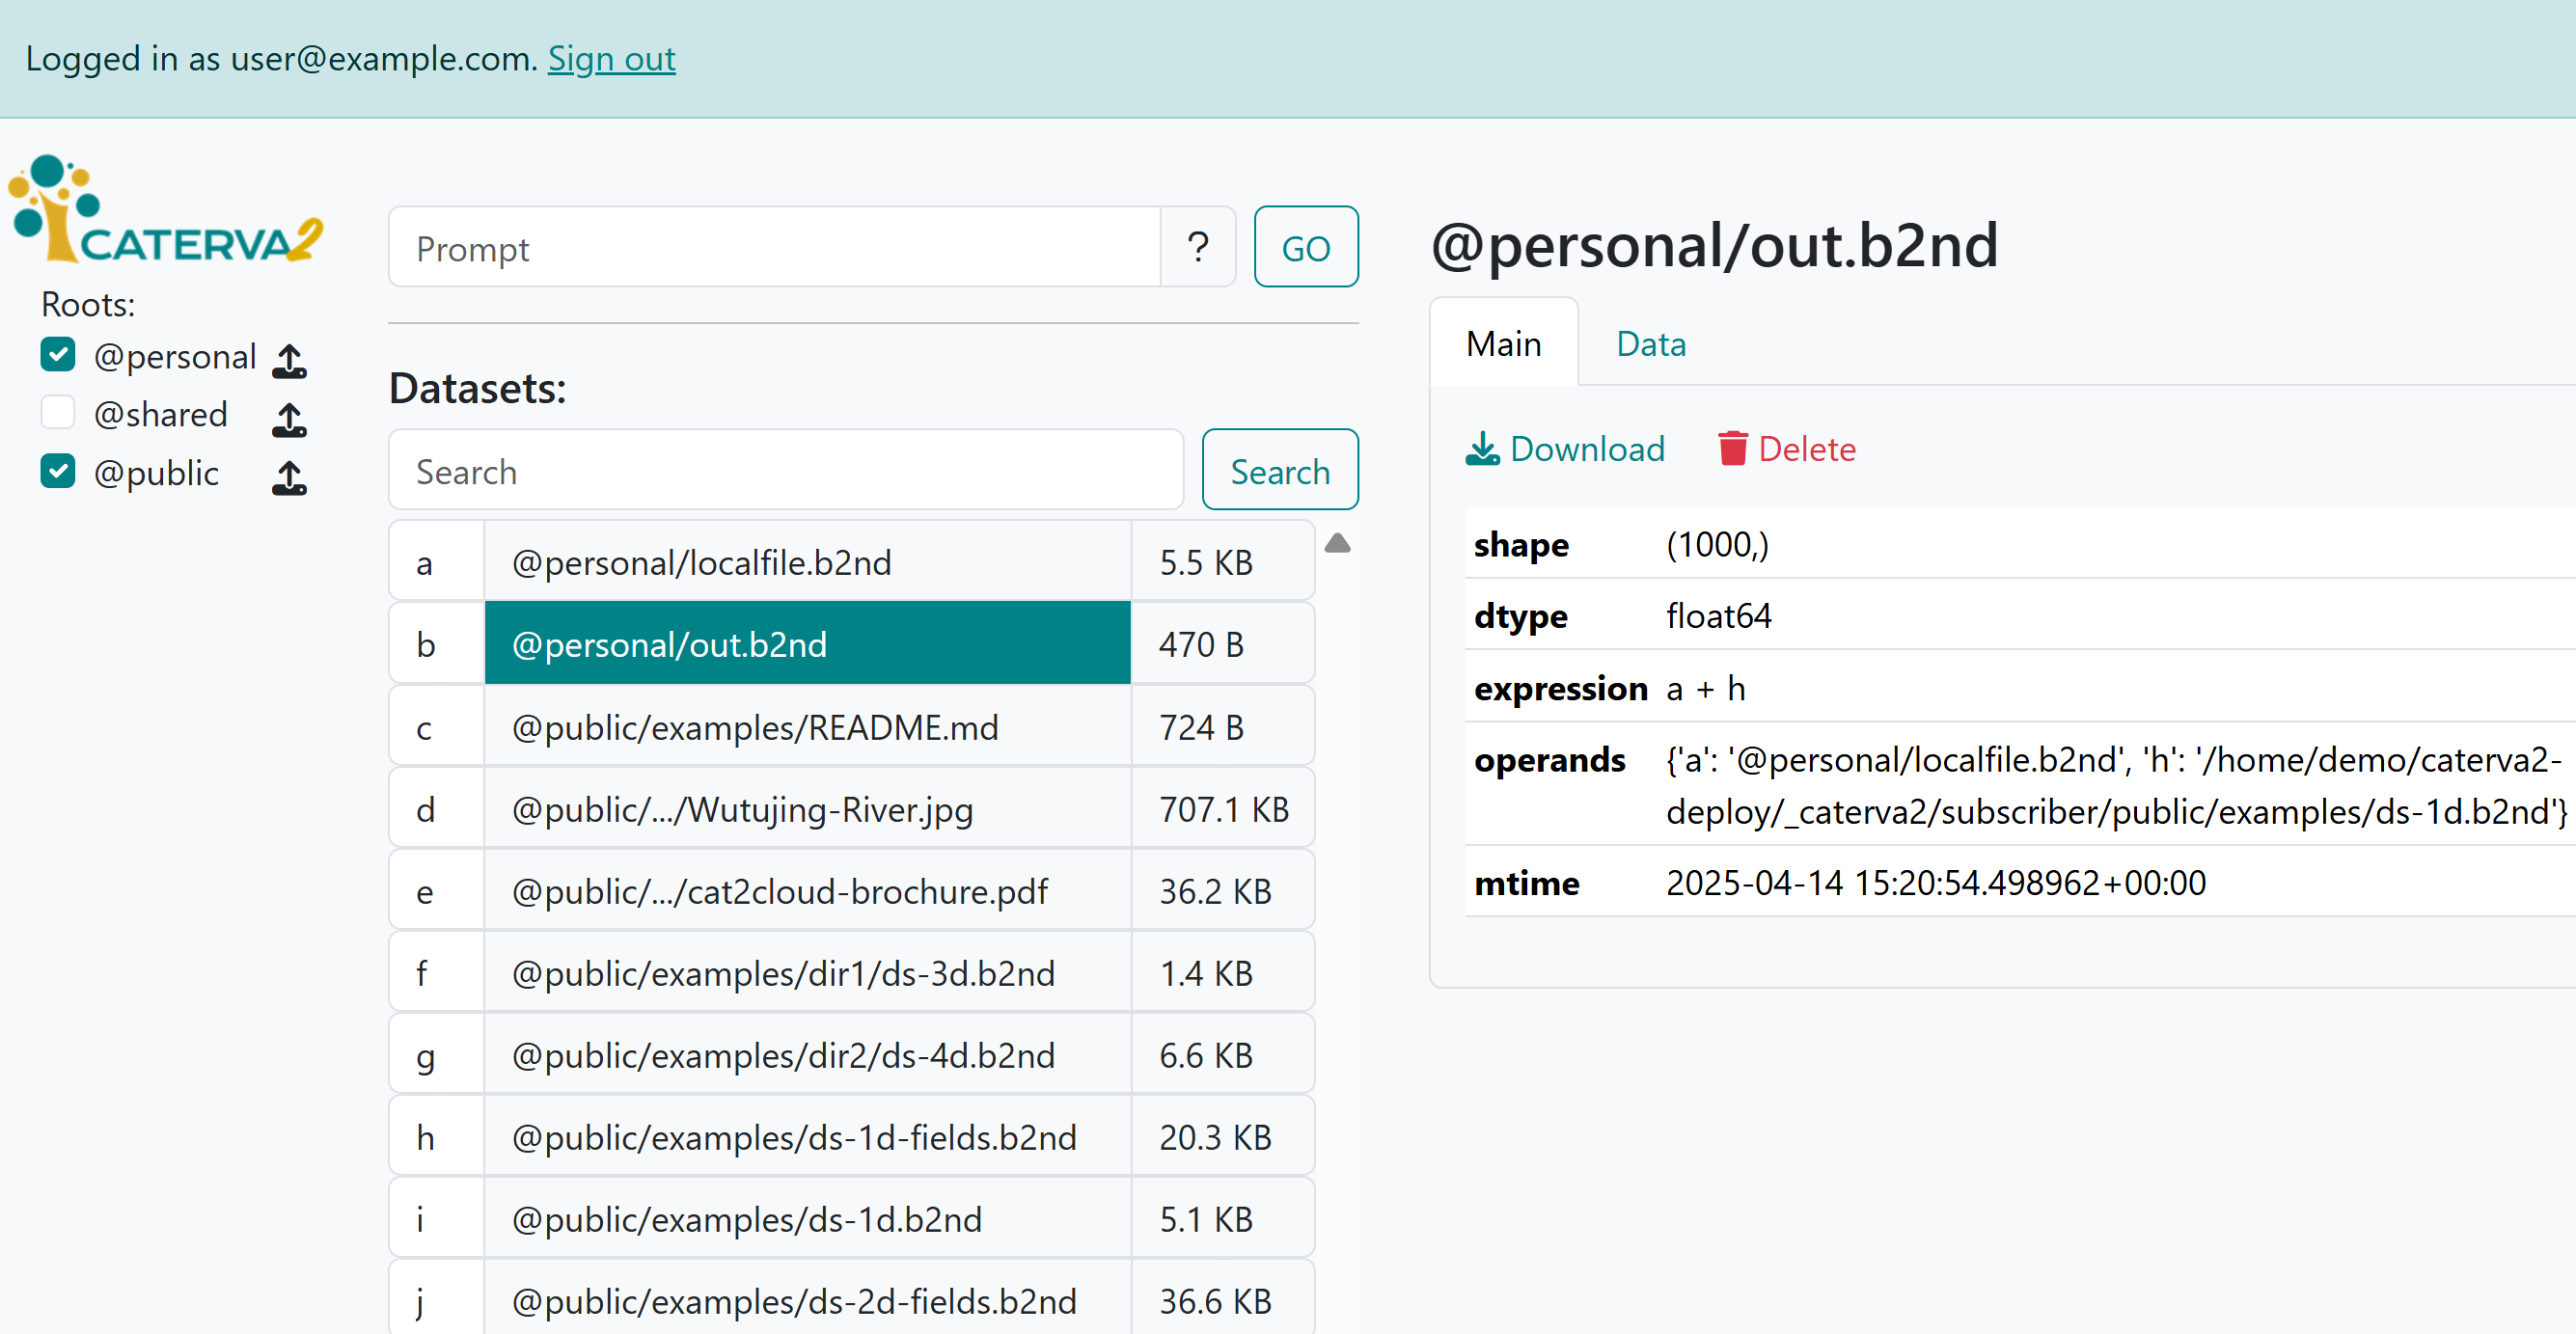 Logged in as user@example.com. Sign out
CATERVA2
Roots:
@personal
@shared
@public
Prompt ? GO
Datasets:
Search Search
a @personal/localfile.b2nd 5.5 KB
b @personal/out.b2nd 470 B
c @public/examples/README.md 724 B
d @public/.../Wutujing-River.jpg 707.1 KB
e @public/.../cat2cloud-brochure.pdf 36.2 KB
f @public/examples/dir1/ds-3d.b2nd 1.4 KB
g @public/examples/dir2/ds-4d.b2nd 6.6 KB
h @public/examples/ds-1d-fields.b2nd 20.3 KB
i @public/examples/ds-1d.b2nd 5.1 KB
j @public/examples/ds-2d-fields.b2nd 36.6 KB
@personal/out.b2nd
Main Data
Download Delete
shape (1000,)
dtype float64
expression a + h
operands {'a': '@personal/localfile.b2nd', 'h': '/home/demo/caterva2-
deploy/_caterva2/subscriber/public/examples/ds-1d.b2nd'}
mtime 2025-04-14 15:20:54.498962+00:00